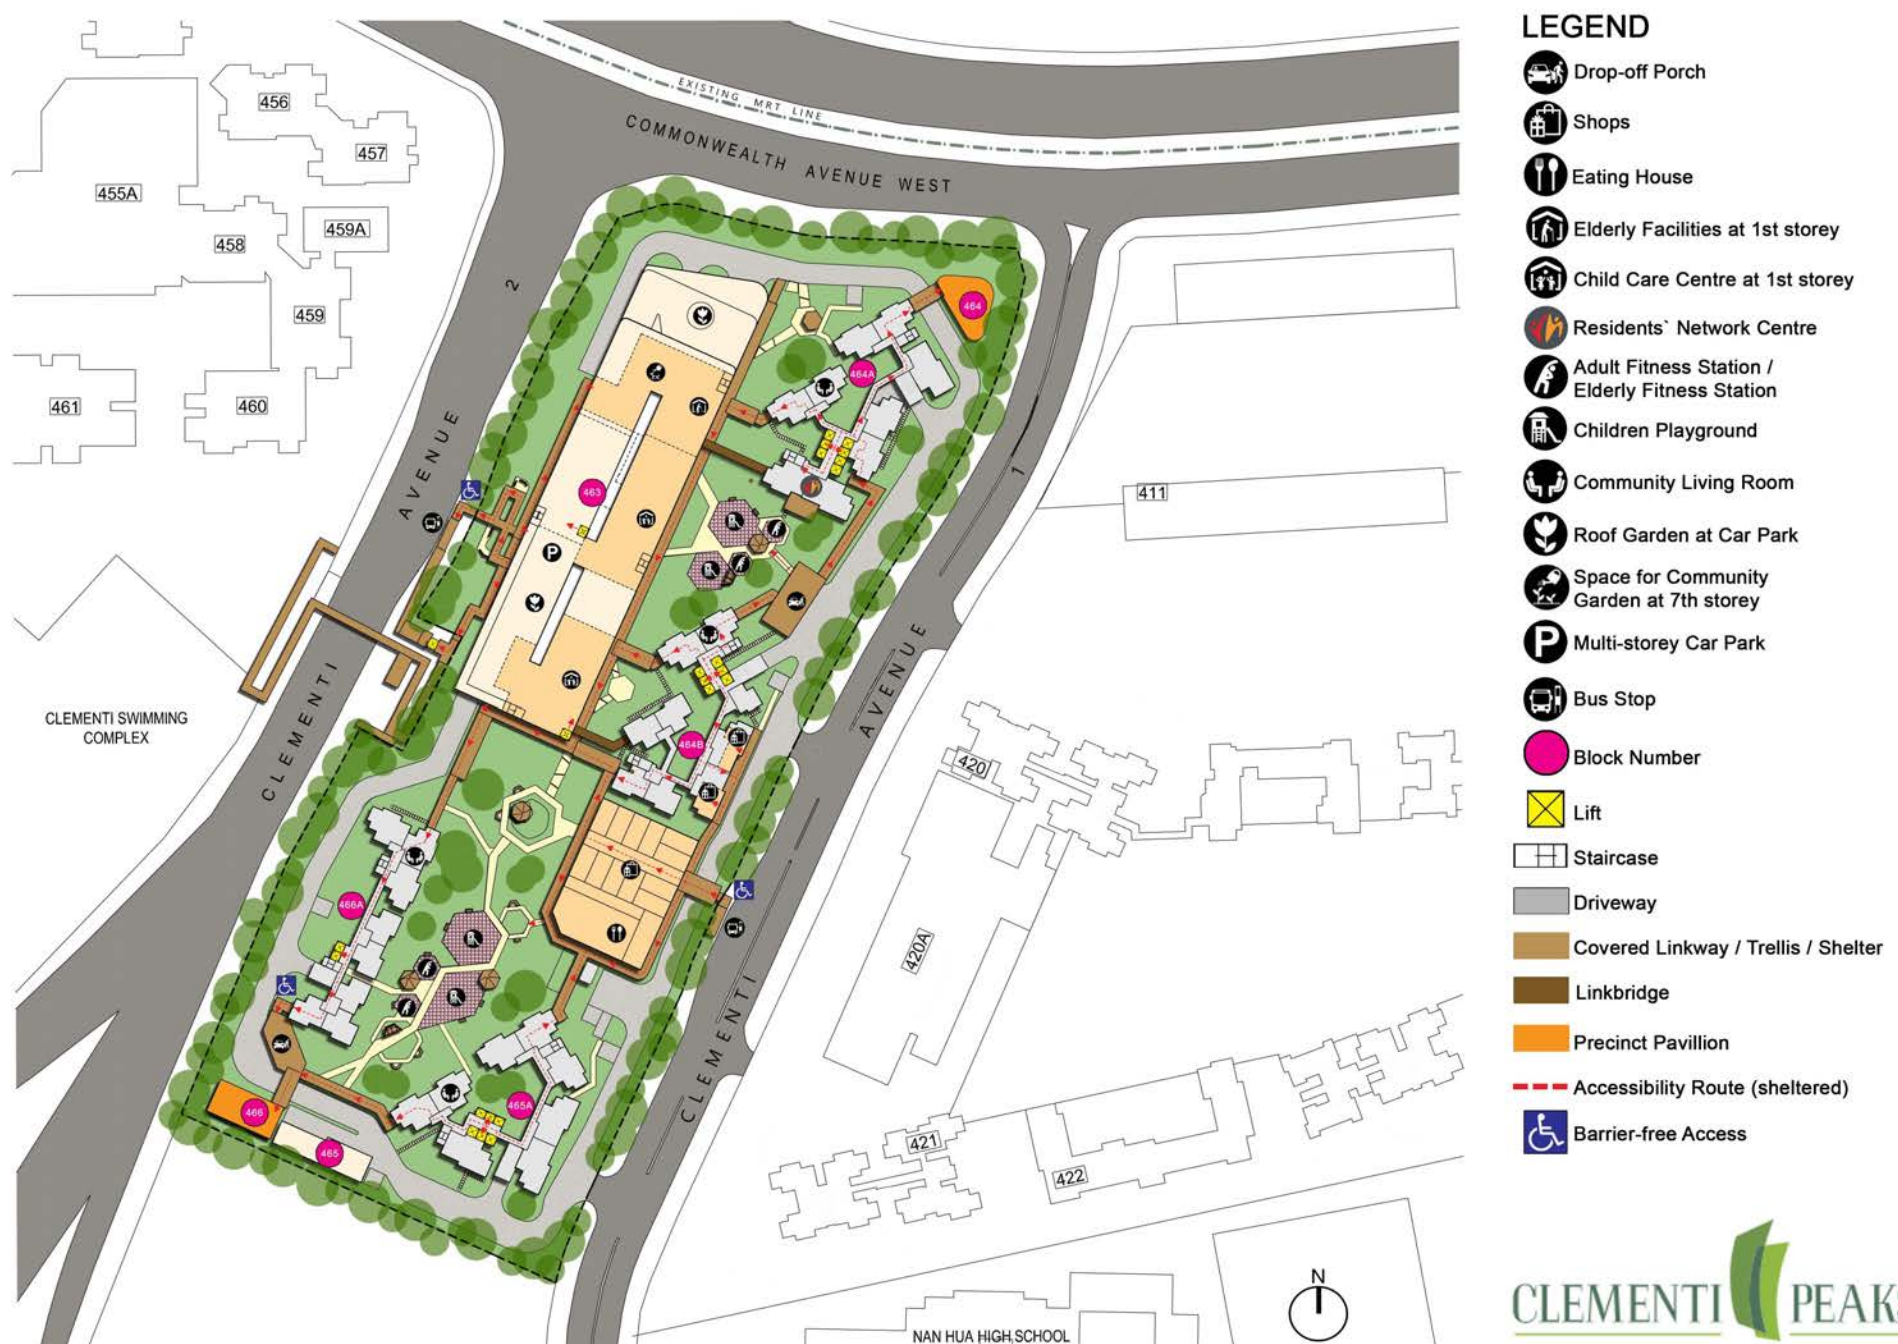 EXISTING MRT LINE
COMMONWEALTH AVENUE WEST
456
457
455A
458
459A
459
461
460
AVENUE 2
CLEMENTI
CLEMENTI SWIMMING
COMPLEX
464
464A
463
P
464B
466A
465A
466
465
1
AVENUE
CLEMENTI
411
420
420A
421
422
NAN HUA HIGH SCHOOL
N
LEGEND
Drop-off Porch
Shops
Eating House
Elderly Facilities at 1st storey
Child Care Centre at 1st storey
Residents` Network Centre
Adult Fitness Station /
Elderly Fitness Station
Children Playground
Community Living Room
Roof Garden at Car Park
Space for Community
Garden at 7th storey
P Multi-storey Car Park
Bus Stop
Block Number
Lift
Staircase
Driveway
Covered Linkway / Trellis / Shelter
Linkbridge
Precinct Pavillion
Accessibility Route (sheltered)
Barrier-free Access
CLEMENTI PEAK